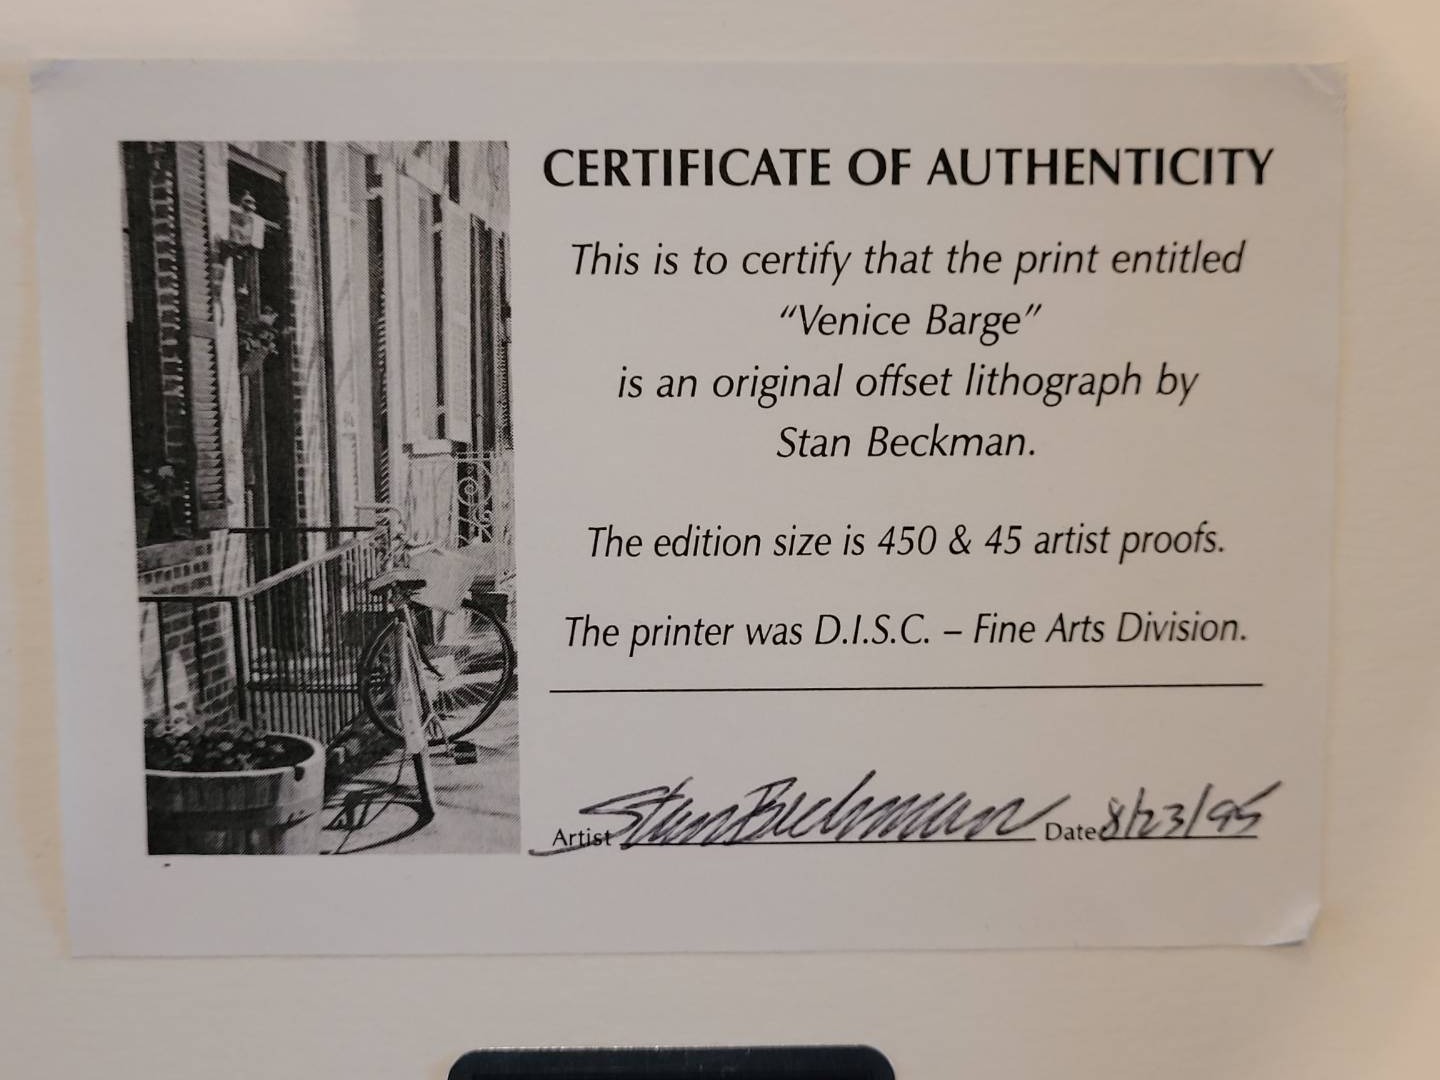 CERTIFICATE OF AUTHENTICITY
This is to certify that the print entitled
“Venice Barge”
is an original offset lithograph by
Stan Beckman.
The edition size is 450 & 45 artist proofs.
The printer was D.I.S.C. – Fine Arts Division.
Artist Stan Beckman Date 8/23/95